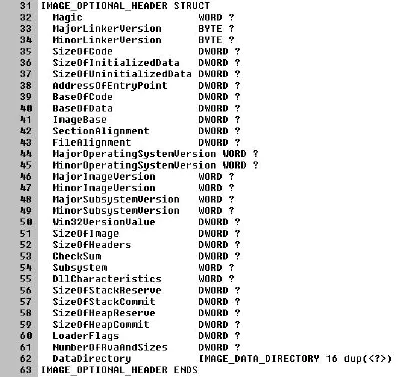 31 IMAGE_OPTIONAL_HEADER STRUCT
32 Magic WORD ?
33 MajorLinkerVersion BYTE ?
34 MinorLinkerVersion BYTE ?
35 SizeOfCode DWORD ?
36 SizeOfInitializedData DWORD ?
37 SizeOfUninitializedData DWORD ?
38 AddressOfEntryPoint DWORD ?
39 BaseOfCode DWORD ?
40 BaseOfData DWORD ?
41 ImageBase DWORD ?
42 SectionAlignment DWORD ?
43 FileAlignment DWORD ?
44 MajorOperatingSystemVersion WORD ?
45 MinorOperatingSystemVersion WORD ?
46 MajorImageVersion WORD ?
47 MinorImageVersion WORD ?
48 MajorSubsystemVersion WORD ?
49 MinorSubsystemVersion WORD ?
50 Win32VersionValue DWORD ?
51 SizeOfImage DWORD ?
52 SizeOfHeaders DWORD ?
53 CheckSum DWORD ?
54 Subsystem WORD ?
55 DllCharacteristics WORD ?
56 SizeOfStackReserve DWORD ?
57 SizeOfStackCommit DWORD ?
58 SizeOfHeapReserve DWORD ?
59 SizeOfHeapCommit DWORD ?
60 LoaderFlags DWORD ?
61 NumberOfRvaAndSizes DWORD ?
62 DataDirectory IMAGE_DATA_DIRECTORY 16 dup(<?>)
63 IMAGE_OPTIONAL_HEADER ENDS